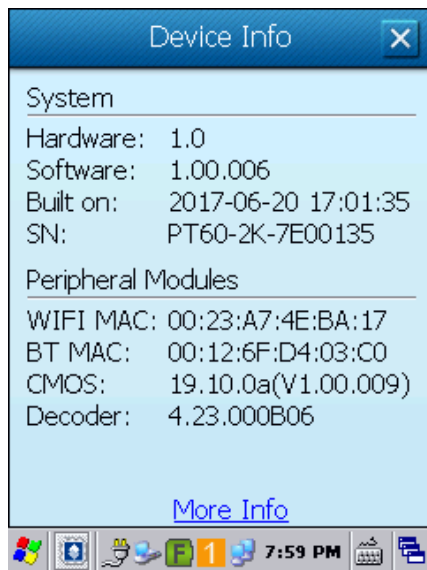 Device Info
System
Hardware: 1.0
Software: 1.00.006
Built on: 2017-06-20 17:01:35
SN: PT60-2K-7E00135
Peripheral Modules
WIFI MAC: 00:23:A7:4E:BA:17
BT MAC: 00:12:6F:D4:03:C0
CMOS: 19.10.0a(V1.00.009)
Decoder: 4.23.000B06
More Info
F 1 7:59 PM